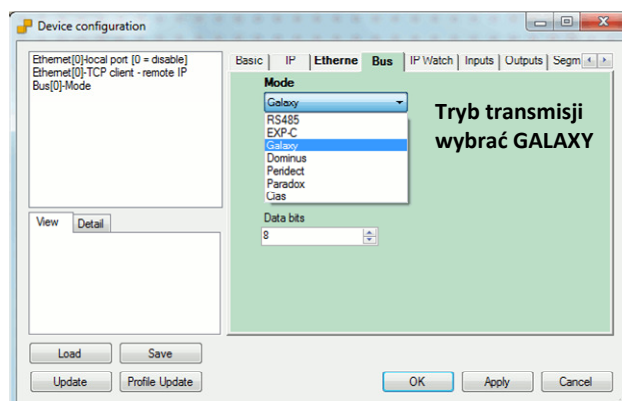 Device configuration
Ethernet[0]-local port [0 = disable]
Ethernet[0]-TCP client - remote IP
Bus[0]-Mode
Basic IP Etherne Bus IP Watch Inputs Outputs Segm
Mode
Galaxy
RS485
EXP-C
Galaxy
Dominus
Peridect
Paradox
Cias
Tryb transmisji
wybrać GALAXY
Data bits
8
View Detail
Load Save
Update Profile Update
OK Apply Cancel